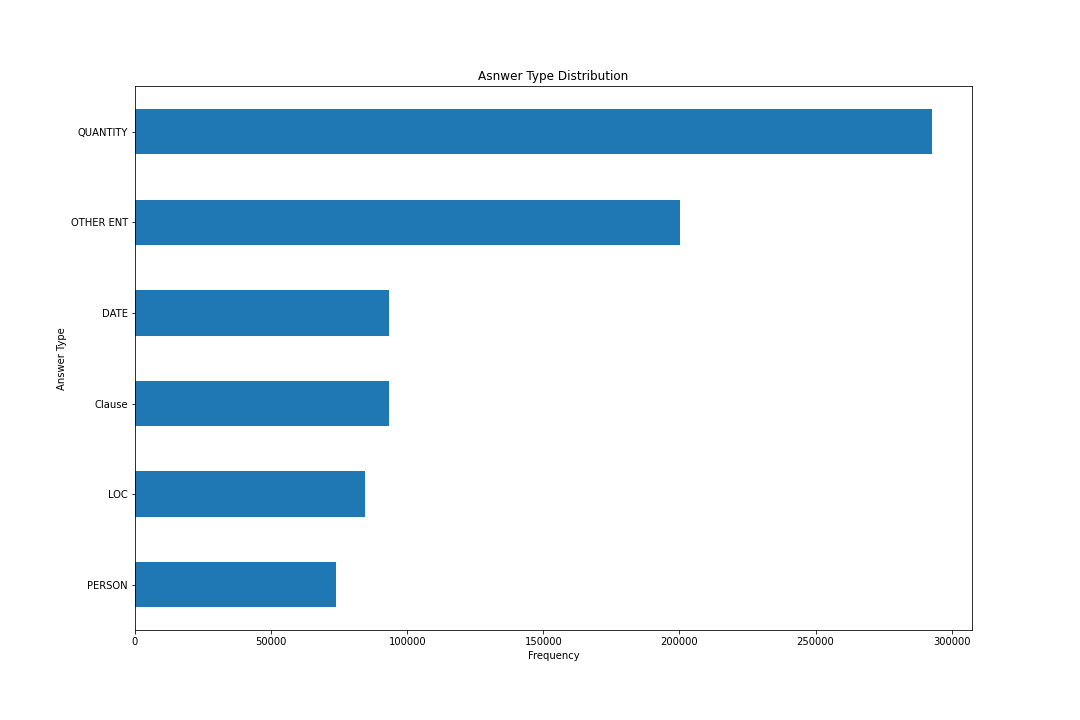 Asnwer Type Distribution
QUANTITY
OTHER ENT
DATE
Clause
LOC
PERSON
Answer Type
0 50000 100000 150000 200000 250000 300000
Frequency